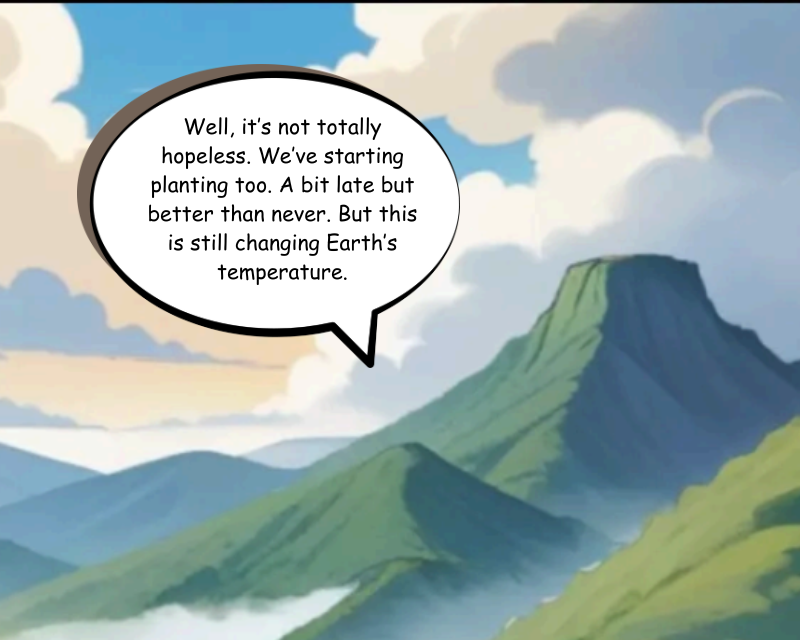 Well, it's not totally
hopeless. We've starting
planting too. A bit late but
better than never. But this
is still changing Earth's
temperature.